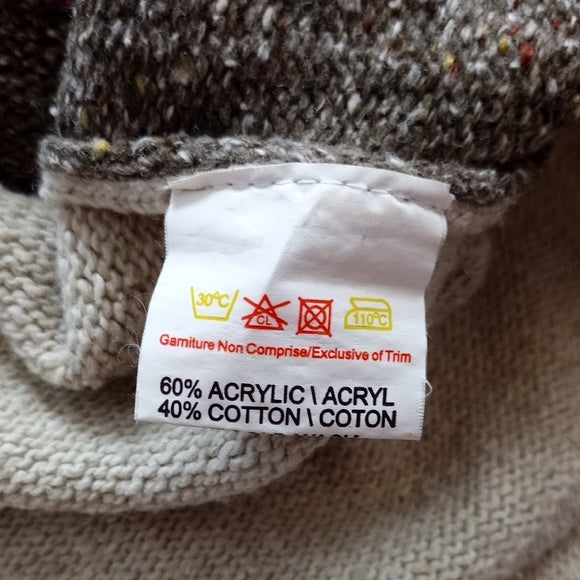 30°C CL 110°C
Garniture Non Comprise/Exclusive of Trim
60% ACRYLIC \ ACRYL
40% COTTON \ COTON